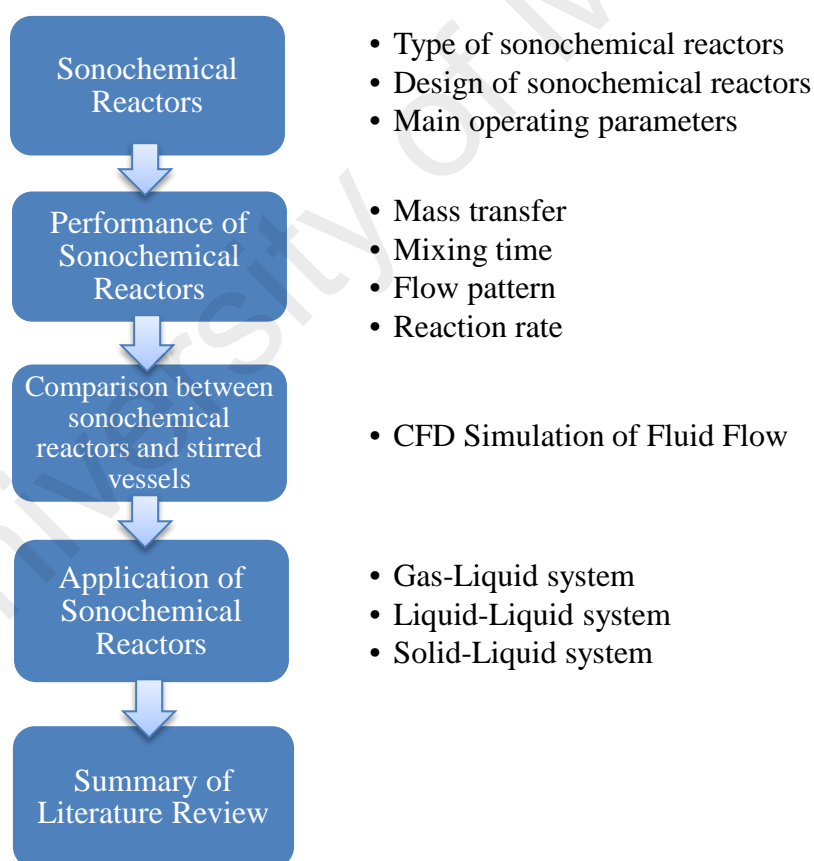 Sonochemical
Reactors
• Type of sonochemical reactors
• Design of sonochemical reactors
• Main operating parameters
Performance of
Sonochemical
Reactors
• Mass transfer
• Mixing time
• Flow pattern
• Reaction rate
Comparison between
sonochemical
reactors and stirred
vessels
• CFD Simulation of Fluid Flow
Application of
Sonochemical
Reactors
• Gas-Liquid system
• Liquid-Liquid system
• Solid-Liquid system
Summary of
Literature Review
University of M